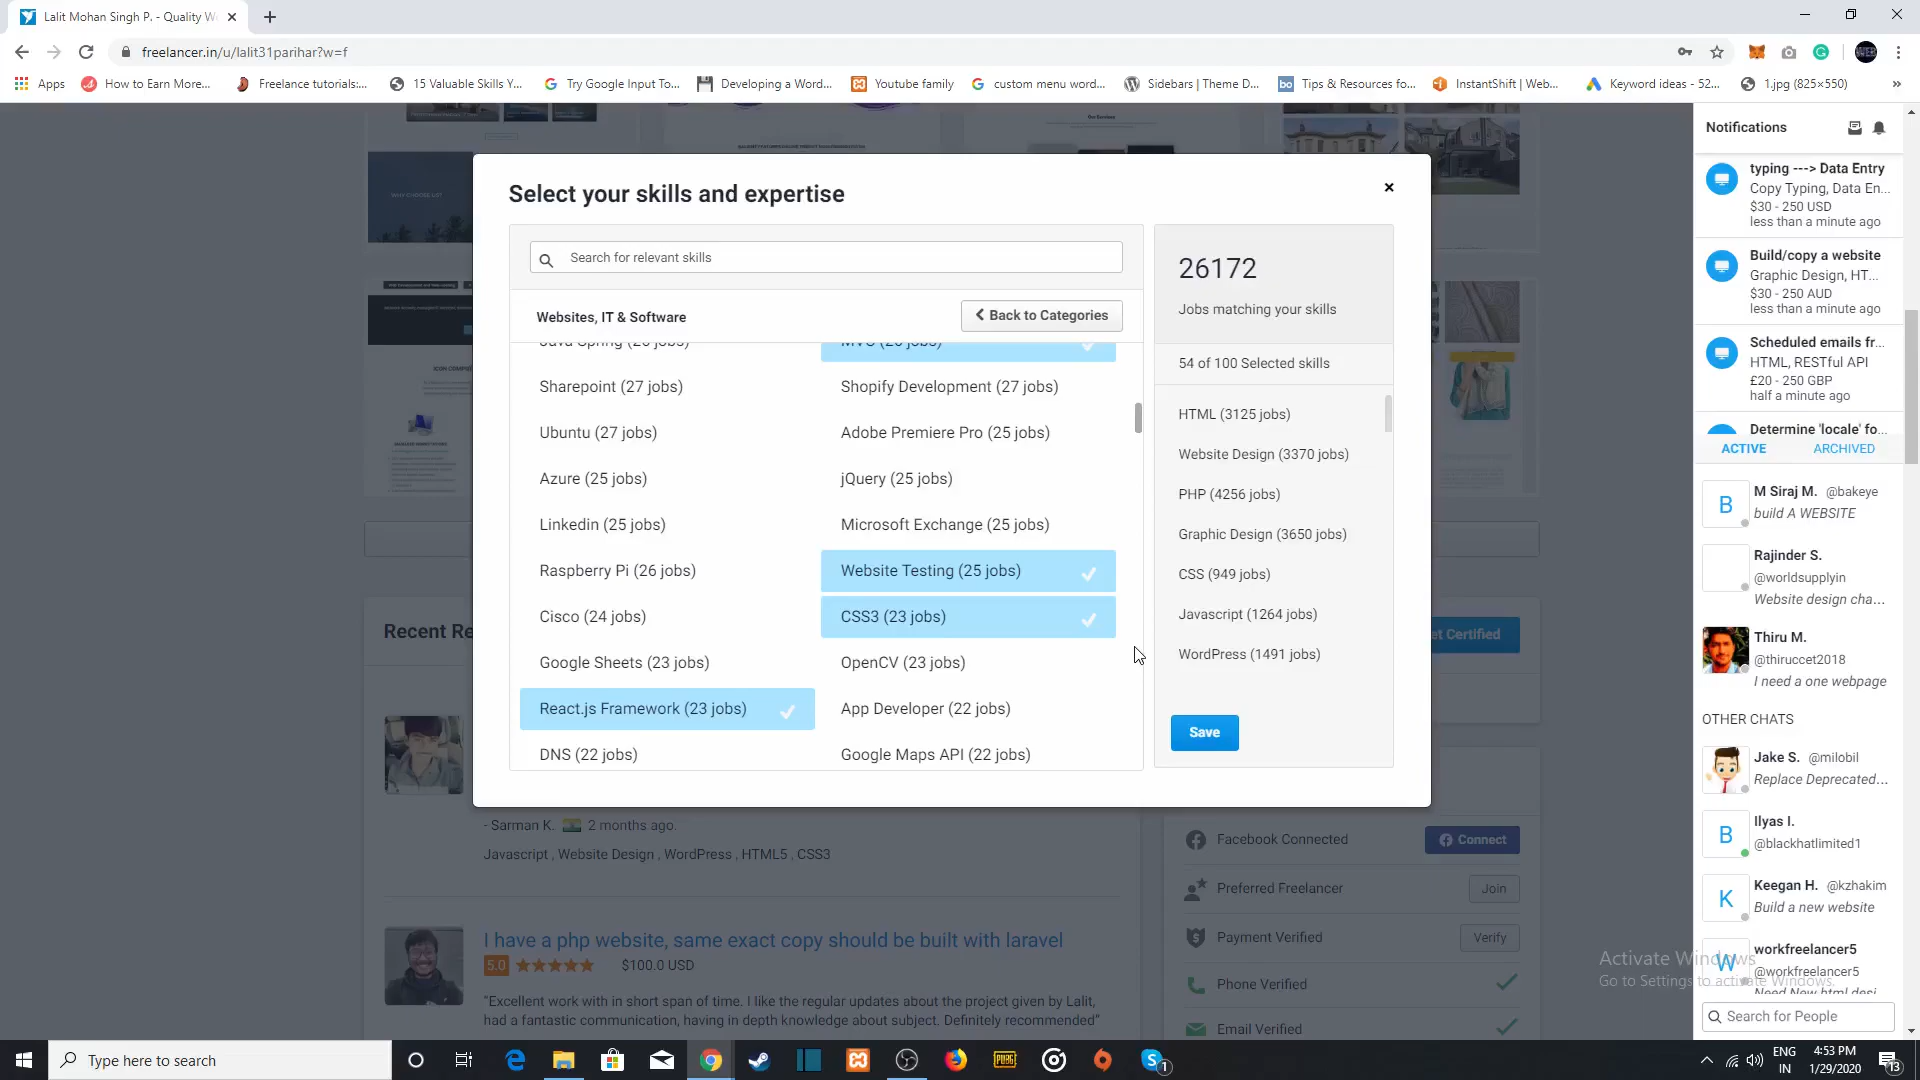 Lalit Mohan Singh P. - Quality W
freelancer.in/u/lalit31parihar?w=f
Apps
How to Earn More...
Freelance tutorials:...
15 Valuable Skills Y...
Try Google Input To...
Developing a Word...
Youtube family
custom menu word...
Sidebars | Theme D...
Tips & Resources fo...
InstantShift | Web...
Keyword ideas - 52...
1.jpg (825×550)
»
Select your skills and expertise
Search for relevant skills
Websites, IT & Software
Back to Categories
Sharepoint (27 jobs)
Shopify Development (27 jobs)
Ubuntu (27 jobs)
Adobe Premiere Pro (25 jobs)
Azure (25 jobs)
jQuery (25 jobs)
Linkedin (25 jobs)
Microsoft Exchange (25 jobs)
Raspberry Pi (26 jobs)
Website Testing (25 jobs)
Cisco (24 jobs)
CSS3 (23 jobs)
Google Sheets (23 jobs)
OpenCV (23 jobs)
React.js Framework (23 jobs)
App Developer (22 jobs)
DNS (22 jobs)
Google Maps API (22 jobs)
26172
Jobs matching your skills
54 of 100 Selected skills
HTML (3125 jobs)
Website Design (3370 jobs)
PHP (4256 jobs)
Graphic Design (3650 jobs)
CSS (949 jobs)
Javascript (1264 jobs)
WordPress (1491 jobs)
Save
Recent Re
et Certified
- Sarman K. 2 months ago.
Javascript , Website Design , WordPress , HTML5 , CSS3
I have a php website, same exact copy should be built with laravel
5.0 $100.0 USD
"Excellent work with in short span of time. I like the regular updates about the project given by Lalit,
had a fantastic communication, having in depth knowledge about subject. Definitely recommended"
Facebook Connected
Connect
Preferred Freelancer
Join
Payment Verified
Verify
Phone Verified
Email Verified
Notifications
typing ---> Data Entry
Copy Typing, Data En...
$30 - 250 USD
less than a minute ago
Build/copy a website
Graphic Design, HT...
$30 - 250 AUD
less than a minute ago
Scheduled emails fr...
HTML, RESTful API
£20 - 250 GBP
half a minute ago
Determine 'locale' fo...
ACTIVE
ARCHIVED
B
M Siraj M. @bakeye
build A WEBSITE
Rajinder S.
@worldsupplyin
Website design cha...
Thiru M.
@thiruccet2018
I need a one webpage
OTHER CHATS
Jake S. @milobil
Replace Deprecated...
B
Ilyas I.
@blackhatlimited1
K
Keegan H. @kzhakim
Build a new website
W
workfreelancer5
@workfreelancer5
Activate Windows
Go to Settings to activate Windows.
Search for People
Type here to search
ENG
IN
4:53 PM
1/29/2020
13